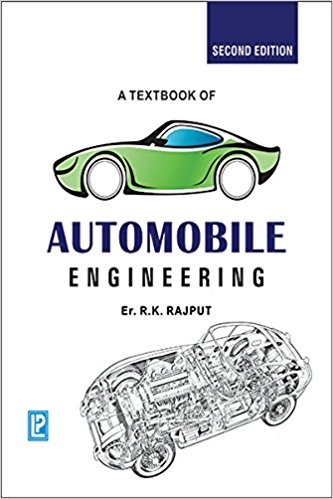 SECOND EDITION
A TEXTBOOK OF
AUTOMOBILE
ENGINEERING
Er. R.K. RAJPUT
LP